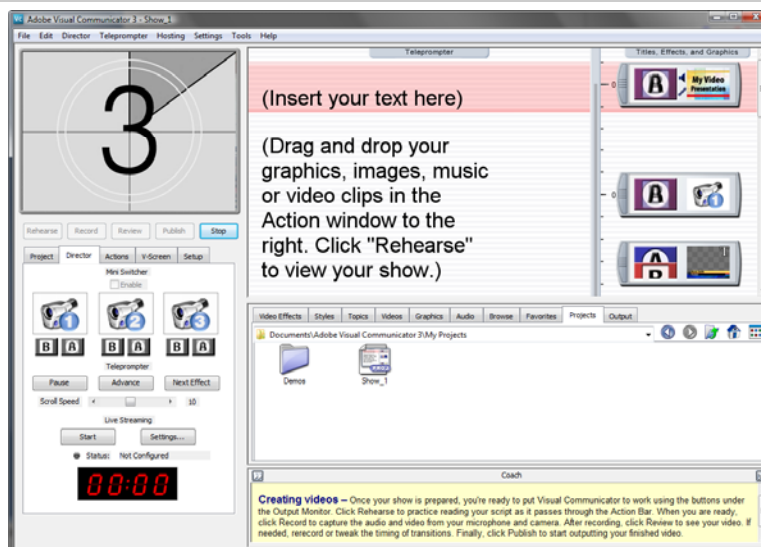 Adobe Visual Communicator 3 - Show_1
File Edit Director Teleprompter Hosting Settings Tools Help
3
Rehearse Record Review Publish Stop
Project Director Actions V-Screen Setup
Mini Switcher
Enable
1 2 3
B A B A B A
Teleprompter
Pause Advance Next Effect
Scroll Speed 10
Live Streaming
Start Settings...
Status: Not Configured
00:00
Teleprompter
(Insert your text here)
(Drag and drop your
graphics, images, music
or video clips in the
Action window to the
right. Click "Rehearse"
to view your show.)
Titles, Effects, and Graphics
0 A My Video
Presentation
0 A 1
A
Video Effects Styles Topics Videos Graphics Audio Browse Favorites Projects Output
Documents\Adobe Visual Communicator 3\My Projects
Demos Show_1
Coach
Creating videos – Once your show is prepared, you're ready to put Visual Communicator to work using the buttons under
the Output Monitor. Click Rehearse to practice reading your script as it passes through the Action Bar. When you are ready,
click Record to capture the audio and video from your microphone and camera. After recording, click Review to see your video. If
needed, rerecord or tweak the timing of transitions. Finally, click Publish to start outputting your finished video.